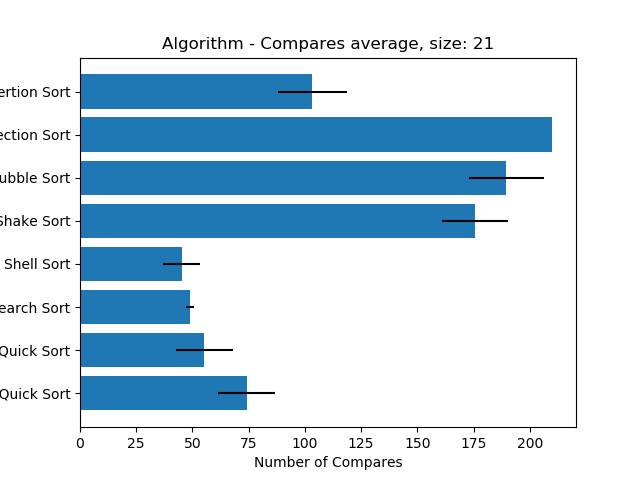 Algorithm - Compares average, size: 21
ertion Sort
ection Sort
ubble Sort
Shake Sort
Shell Sort
earch Sort
Quick Sort
Quick Sort
0 25 50 75 100 125 150 175 200
Number of Compares